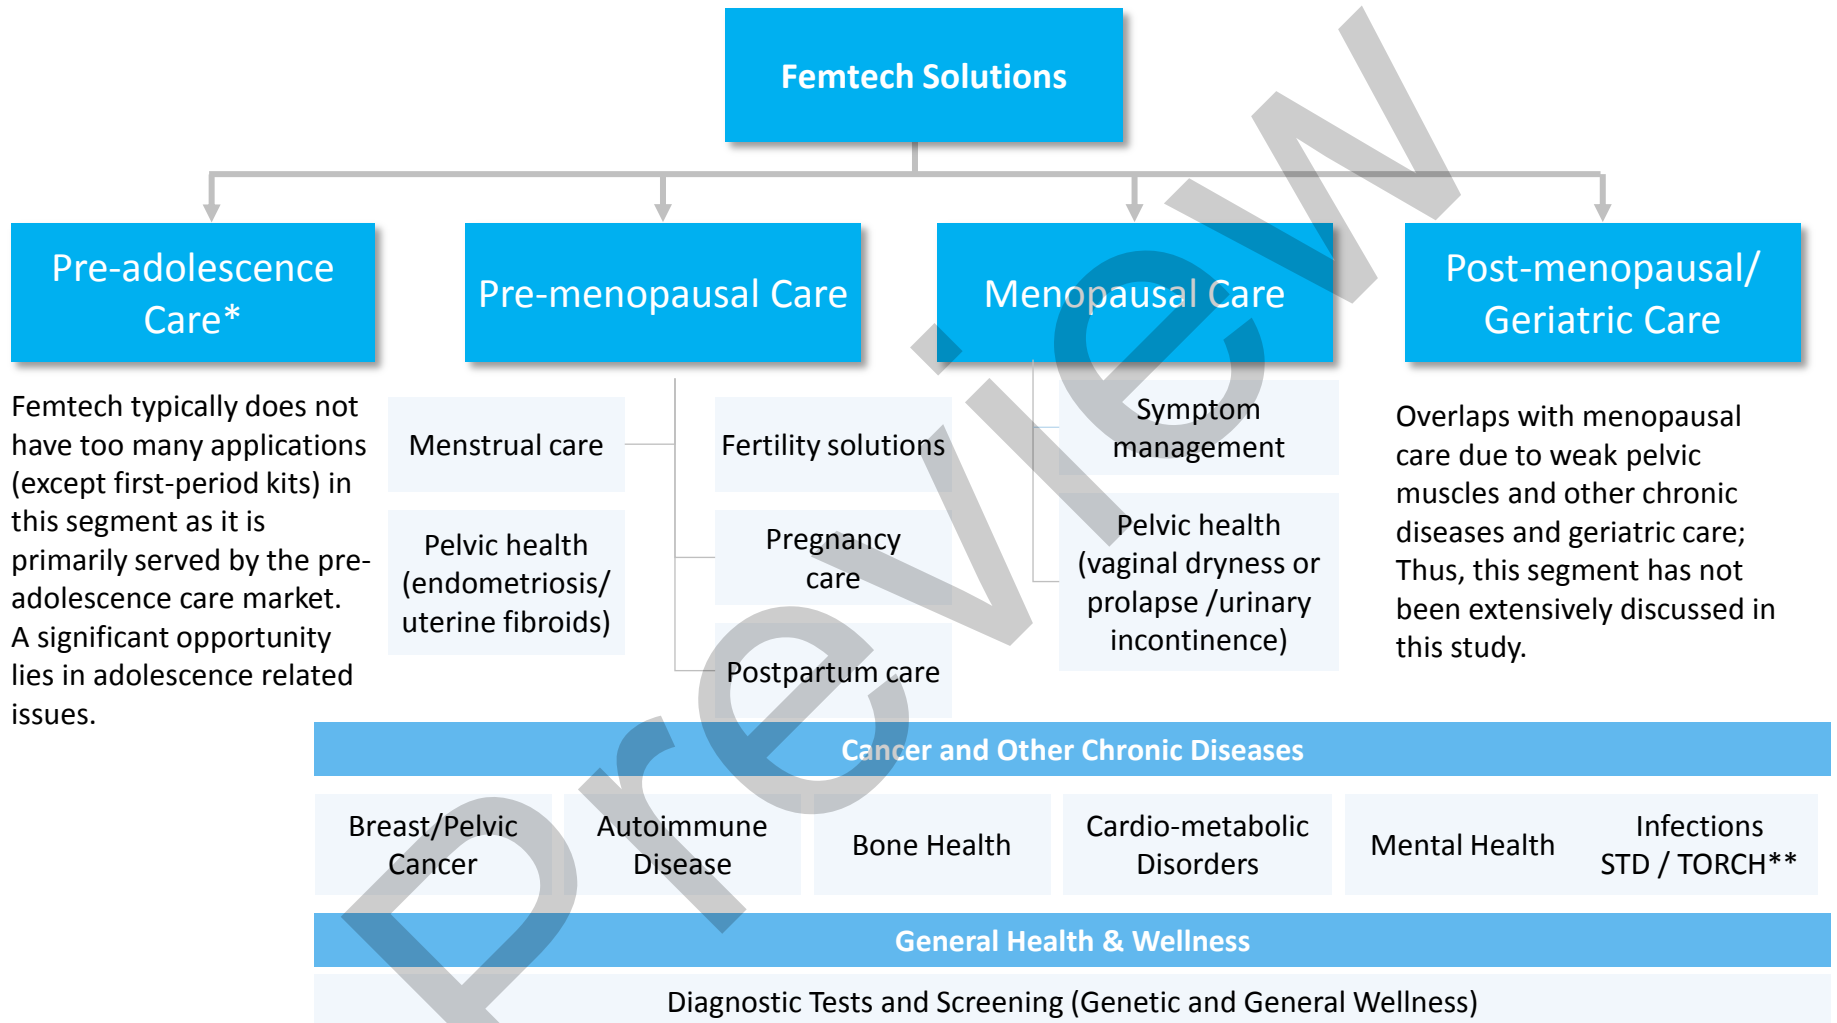 Femtech Solutions
Pre-adolescence
Care*
Pre-menopausal Care
Menopausal Care
Post-menopausal/
Geriatric Care
Femtech typically does not
have too many applications
(except first-period kits) in
this segment as it is
primarily served by the pre-
adolescence care market.
A significant opportunity
lies in adolescence related
issues.
Menstrual care
Pelvic health
(endometriosis/
uterine fibroids)
Fertility solutions
Pregnancy
care
Postpartum care
Symptom
management
Pelvic health
(vaginal dryness or
prolapse /urinary
incontinence)
Overlaps with menopausal
care due to weak pelvic
muscles and other chronic
diseases and geriatric care;
Thus, this segment has not
been extensively discussed in
this study.
Cancer and Other Chronic Diseases
Breast/Pelvic
Cancer
Autoimmune
Disease
Bone Health
Cardio-metabolic
Disorders
Mental Health
Infections
STD / TORCH**
General Health & Wellness
Diagnostic Tests and Screening (Genetic and General Wellness)
Preview